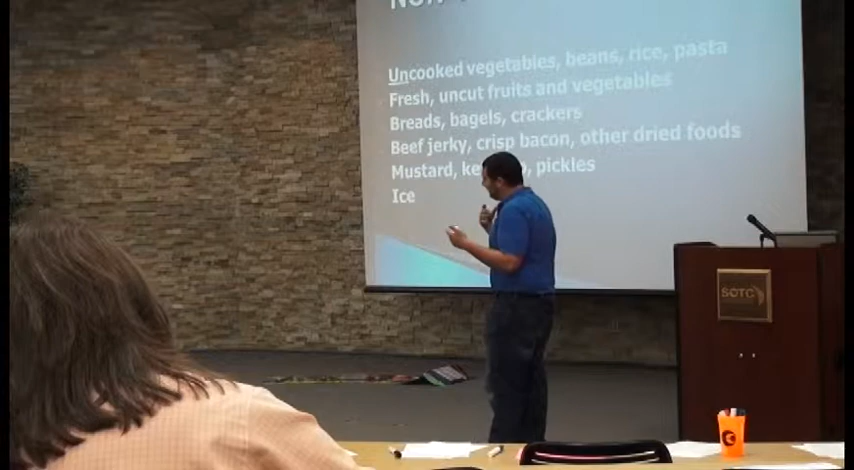 Uncooked vegetables, beans, rice, pasta
Fresh, uncut fruits and vegetables
Breads, bagels, crackers
Beef jerky, crisp bacon, other dried foods
Mustard, pickles
Ice
SCTC